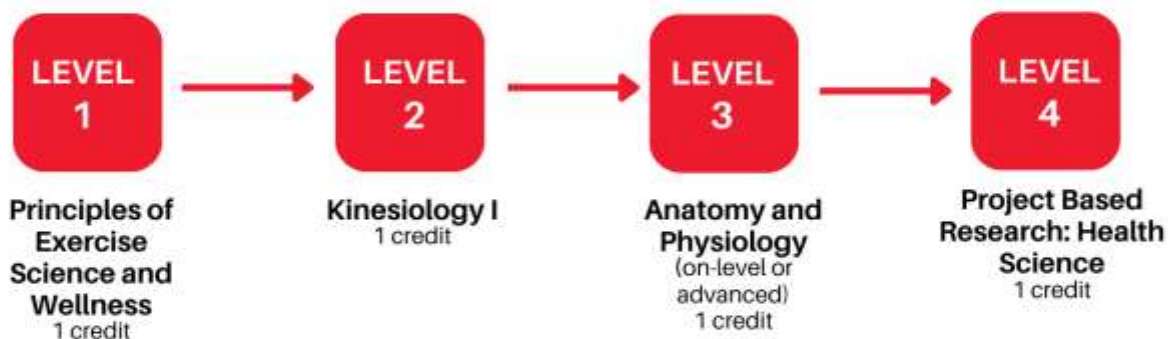 LEVEL
1
LEVEL
2
LEVEL
3
LEVEL
4
Principles of
Exercise
Science and
Wellness
1 credit
Kinesiology I
1 credit
Anatomy and
Physiology
(on-level or
advanced)
1 credit
Project Based
Research: Health
Science
1 credit